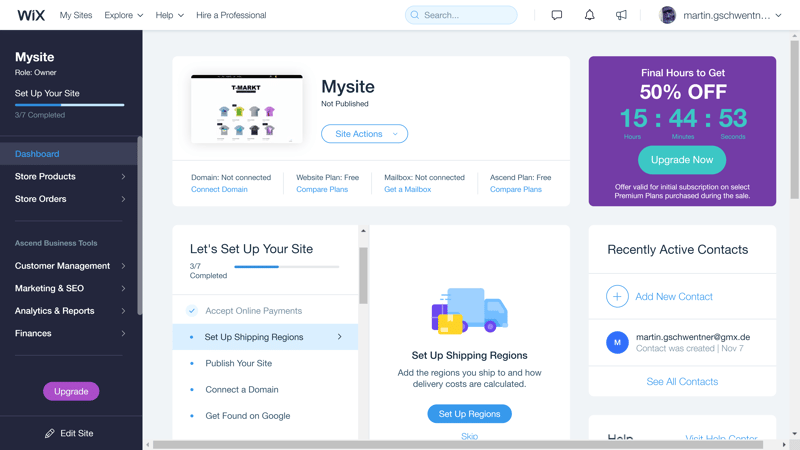 WiX My Sites Explore Help Hire a Professional Search... martin.gschwentn...
Mysite
Role: Owner
Set Up Your Site
3/7 Completed
Dashboard
Store Products
Store Orders
Ascend Business Tools
Customer Management
Marketing & SEO
Analytics & Reports
Finances
Upgrade
Edit Site
T-MARKT
Mysite
Not Published
Site Actions
Domain: Not connected
Connect Domain
Website Plan: Free
Compare Plans
Mailbox: Not connected
Get a Mailbox
Ascend Plan: Free
Compare Plans
Final Hours to Get
50% OFF
15 : 44 : 53
Hours Minutes Seconds
Upgrade Now
Offer valid for initial subscription on select
Premium Plans purchased during the sale.
Let's Set Up Your Site
3/7
Completed
Accept Online Payments
Set Up Shipping Regions
Publish Your Site
Connect a Domain
Get Found on Google
Set Up Shipping Regions
Add the regions you ship to and how
delivery costs are calculated.
Set Up Regions
Skip
Recently Active Contacts
Add New Contact
M
martin.gschwentner@gmx.de
Contact was created | Nov 7
See All Contacts
Help
Visit Help Center